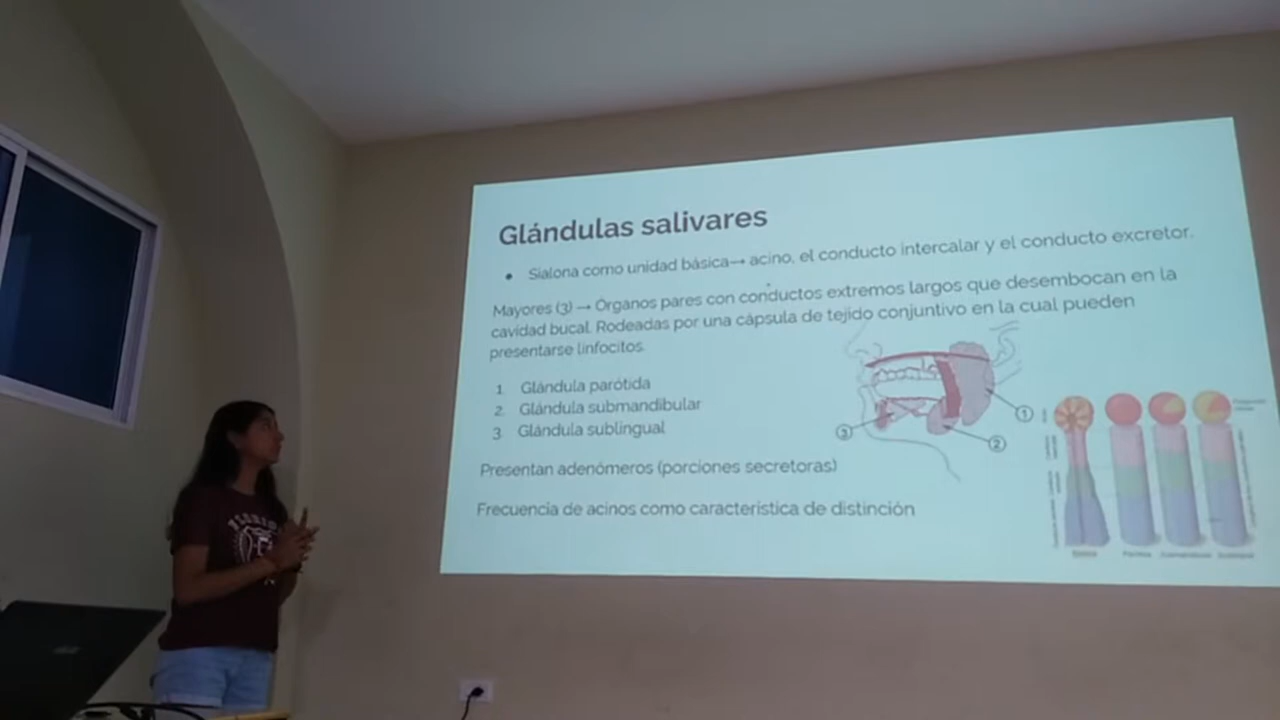 Glándulas salivares
• Sialona como unidad básica→ acino, el conducto intercalar y el conducto excretor.
Mayores (3) → Órganos pares con conductos extremos largos que desembocan en la
cavidad bucal. Rodeadas por una cápsula de tejido conjuntivo en la cual pueden
presentarse linfocitos.
1. Glándula parótida
2. Glándula submandibular
3 Glándula sublingual
Presentan adenómeros (porciones secretoras)
Frecuencia de acinos como característica de distinción
1
2
3